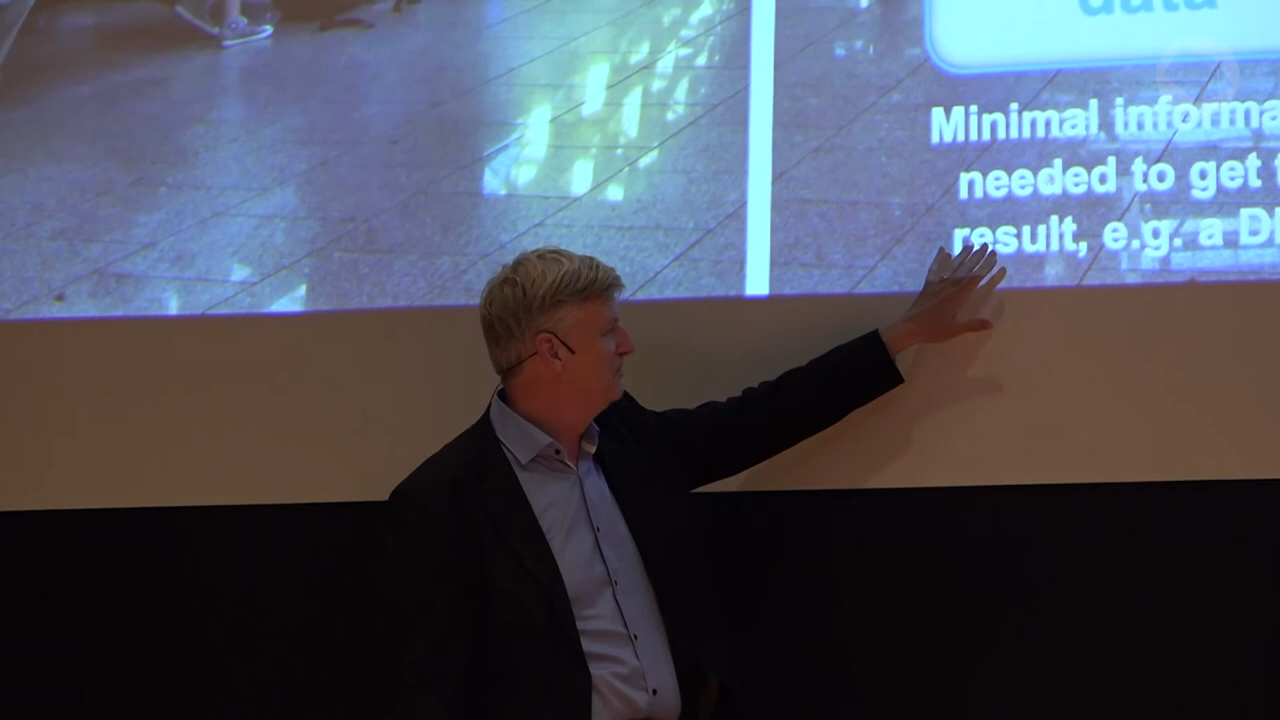 data
Minimal informa
needed to get
result, e.g. a D